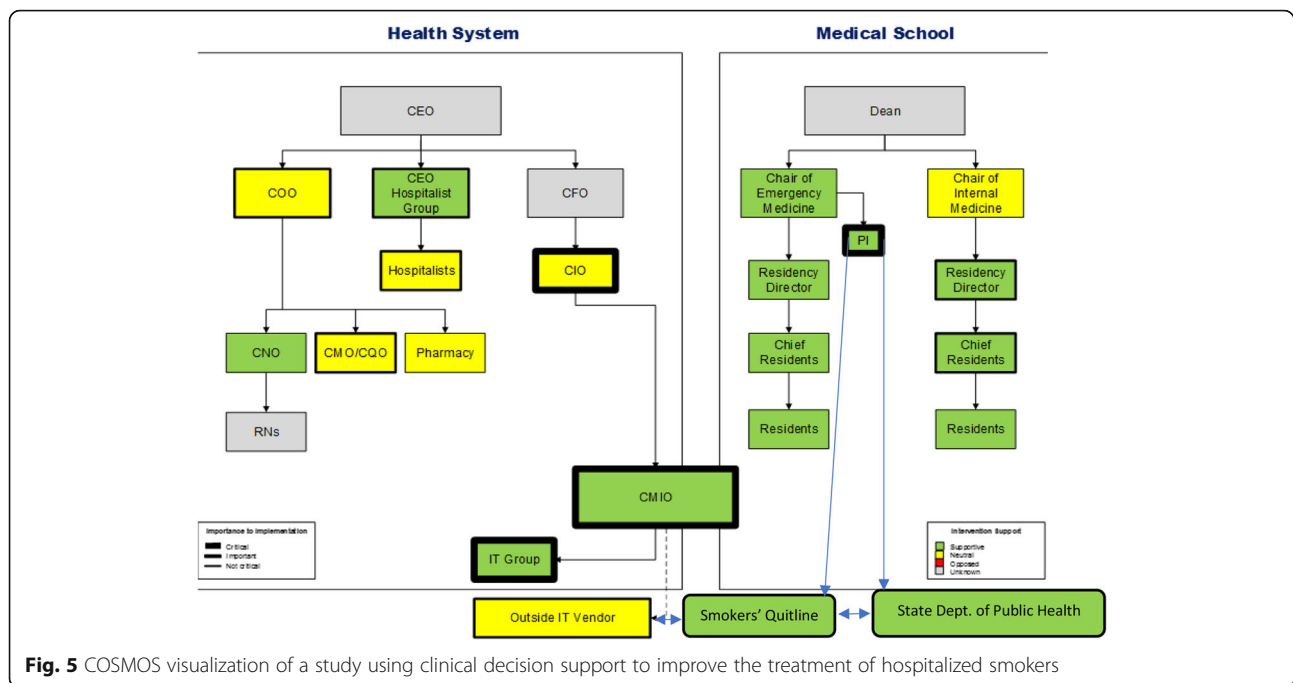 Health System
Medical School
CEO
Dean
COO
CEO
Hospitalist
Group
CFO
Chair of
Emergency
Medicine
Chair of
Internal
Medicine
PI
Hospitalists
CIO
Residency
Director
Residency
Director
CNO
CMO/CQO
Pharmacy
Chief
Residents
Chief
Residents
RNs
Residents
Residents
CMIO
Importance to Implementation
Critical
Important
Not critical
IT Group
Intervention Support
Supportive
Neutral
Opposed
Unknown
Outside IT Vendor
Smokers' Quitline
State Dept. of Public Health
Fig. 5 COSMOS visualization of a study using clinical decision support to improve the treatment of hospitalized smokers